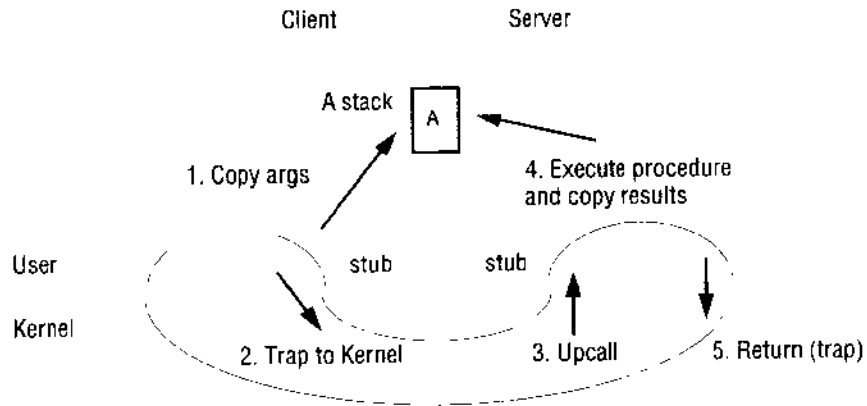 Client
Server
A stack
A
1. Copy args
4. Execute procedure
and copy results
User
stub
stub
Kernel
2. Trap to Kernel
3. Upcall
5. Return (trap)